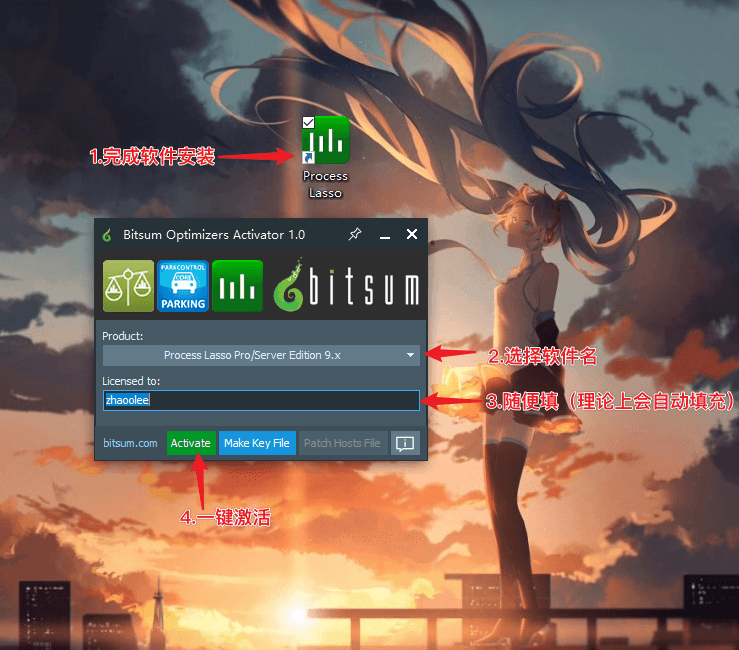 1.完成软件安装
Process
Lasso
Bitsum Optimizers Activator 1.0
PARKCONTROL
CORE
PARKING
bitsum
Product:
Process Lasso Pro/Server Edition 9.x
2.选择软件名
Licensed to:
zhaoolee
3.随便填（理论上会自动填充）
bitsum.com Activate Make Key File Patch Hosts File
4.一键激活